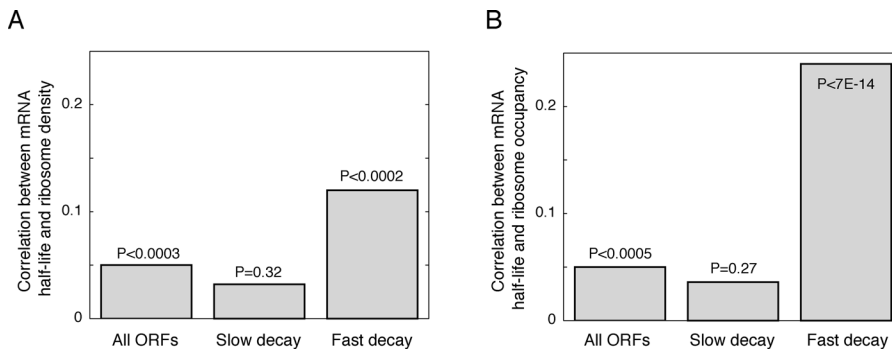 A
Correlation between mRNA
half-life and ribosome density
0.2
0.1
0
P<0.0003
P=0.32
P<0.0002
All ORFs
Slow decay
Fast decay
B
Correlation between mRNA
half-life and ribosome occupancy
0.2
0.1
0
P<0.0005
P=0.27
P<7E-14
All ORFs
Slow decay
Fast decay